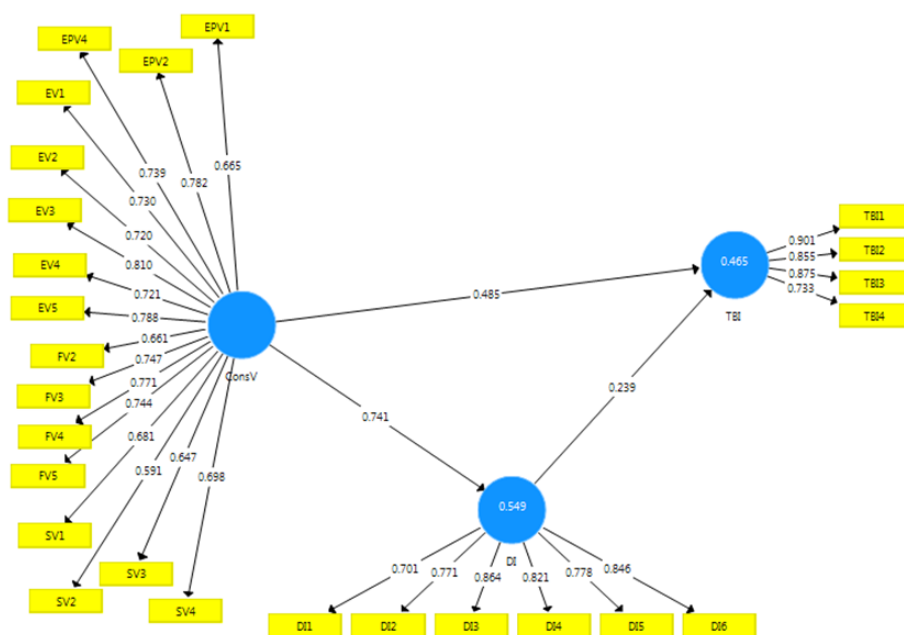 EPV1
EPV4
EPV2
EV1
EV2
EV3
EV4
EV5
FV2
FV3
FV4
FV5
SV1
SV2
SV3
SV4
0.665
0.739
0.782
0.730
0.720
0.810
0.721
0.788
0.661
0.747
0.771
0.744
0.681
0.591
0.647
0.698
ConsV
0.485
0.741
0.239
0.465
TBI
0.901
0.855
0.875
0.733
TBI1
TBI2
TBI3
TBI4
0.549
DI
0.701
0.771
0.864
0.821
0.778
0.846
DI1
DI2
DI3
DI4
DI5
DI6